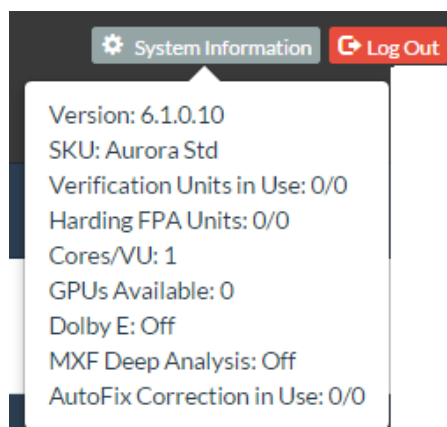 System Information Log Out
Version: 6.1.0.10
SKU: Aurora Std
Verification Units in Use: 0/0
Harding FPA Units: 0/0
Cores/VU: 1
GPUs Available: 0
Dolby E: Off
MXF Deep Analysis: Off
AutoFix Correction in Use: 0/0